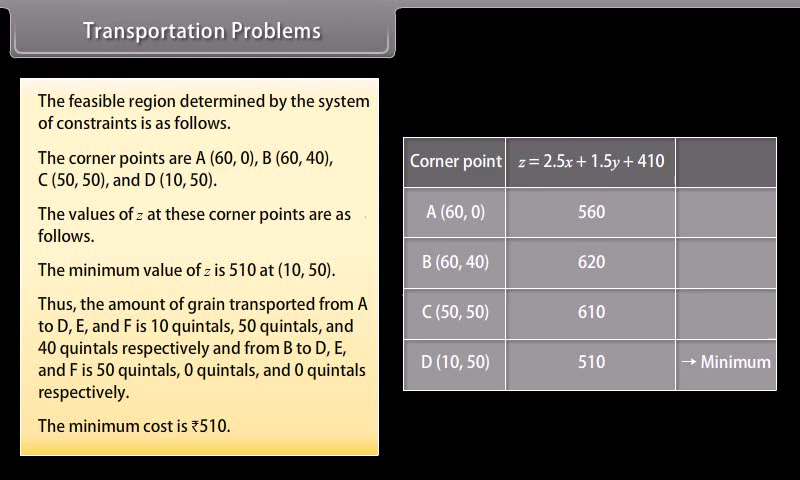 Transportation Problems
The feasible region determined by the system
of constraints is as follows.
The corner points are A (60, 0), B (60, 40),
C (50, 50), and D (10, 50).
The values of z at these corner points are as
follows.
The minimum value of z is 510 at (10, 50).
Thus, the amount of grain transported from A
to D, E, and F is 10 quintals, 50 quintals, and
40 quintals respectively and from B to D, E,
and F is 50 quintals, 0 quintals, and 0 quintals
respectively.
The minimum cost is ₹510.
Corner point z = 2.5x + 1.5y + 410
A (60, 0) 560
B (60, 40) 620
C (50, 50) 610
D (10, 50) 510 → Minimum